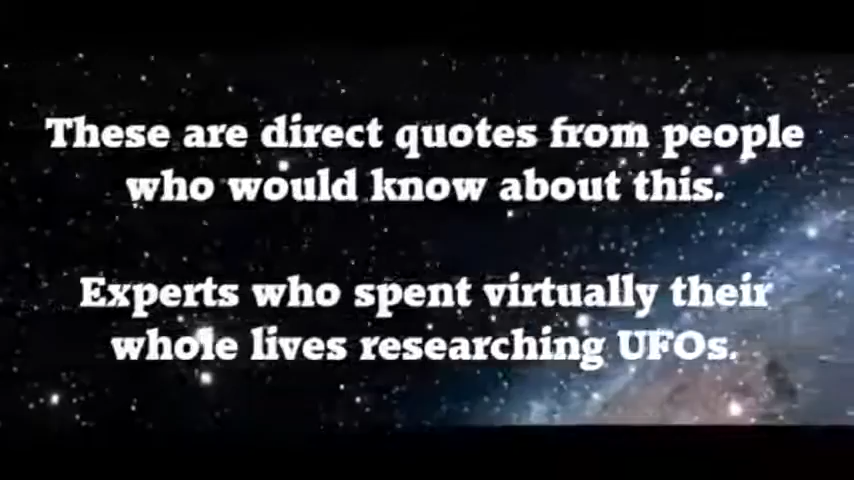 These are direct quotes from people
who would know about this.
Experts who spent virtually their
whole lives researching UFOs.